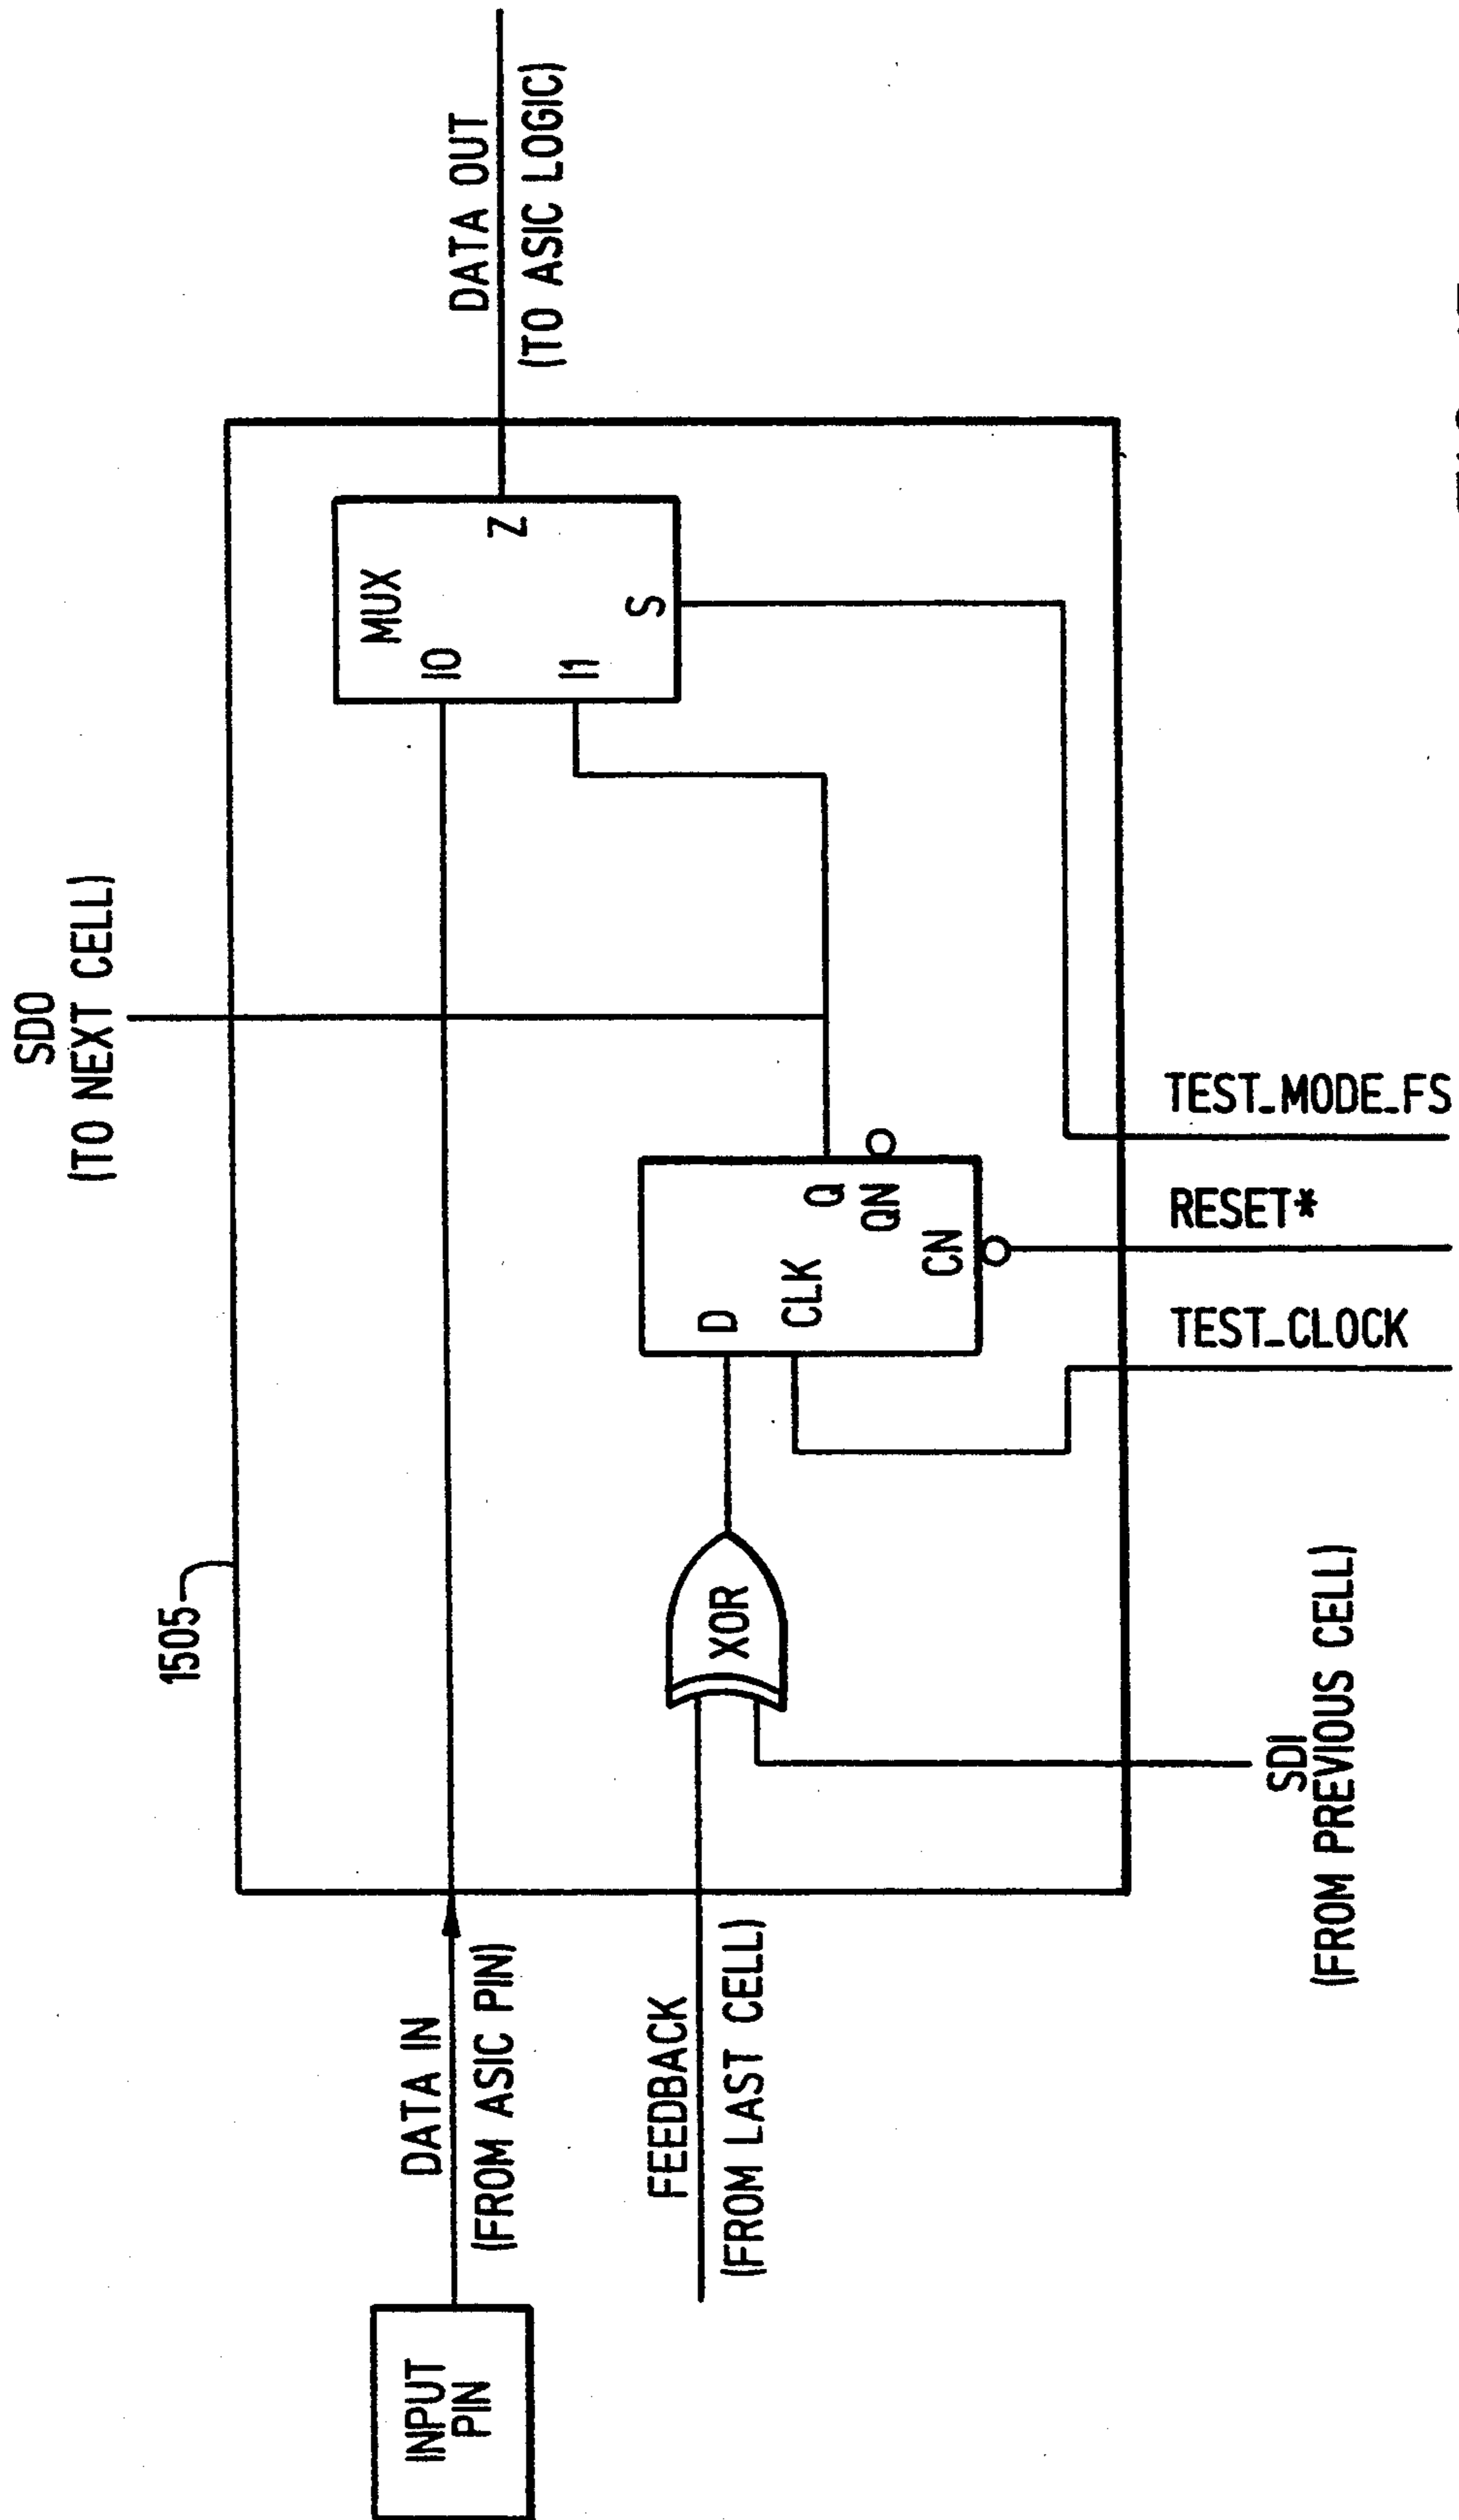 SDO
(TO NEXT CELL)
1505
INPUT
PIN
DATA IN
(FROM ASIC PIN)
FEEDBACK
(FROM LAST CELL)
XOR
D
CLK
Q
QN
CN
MUX
I0
I1
Z
S
DATA OUT
(TO ASIC LOGIC)
SDI
(FROM PREVIOUS CELL)
TEST_CLOCK
RESET*
TEST_MODE_FS